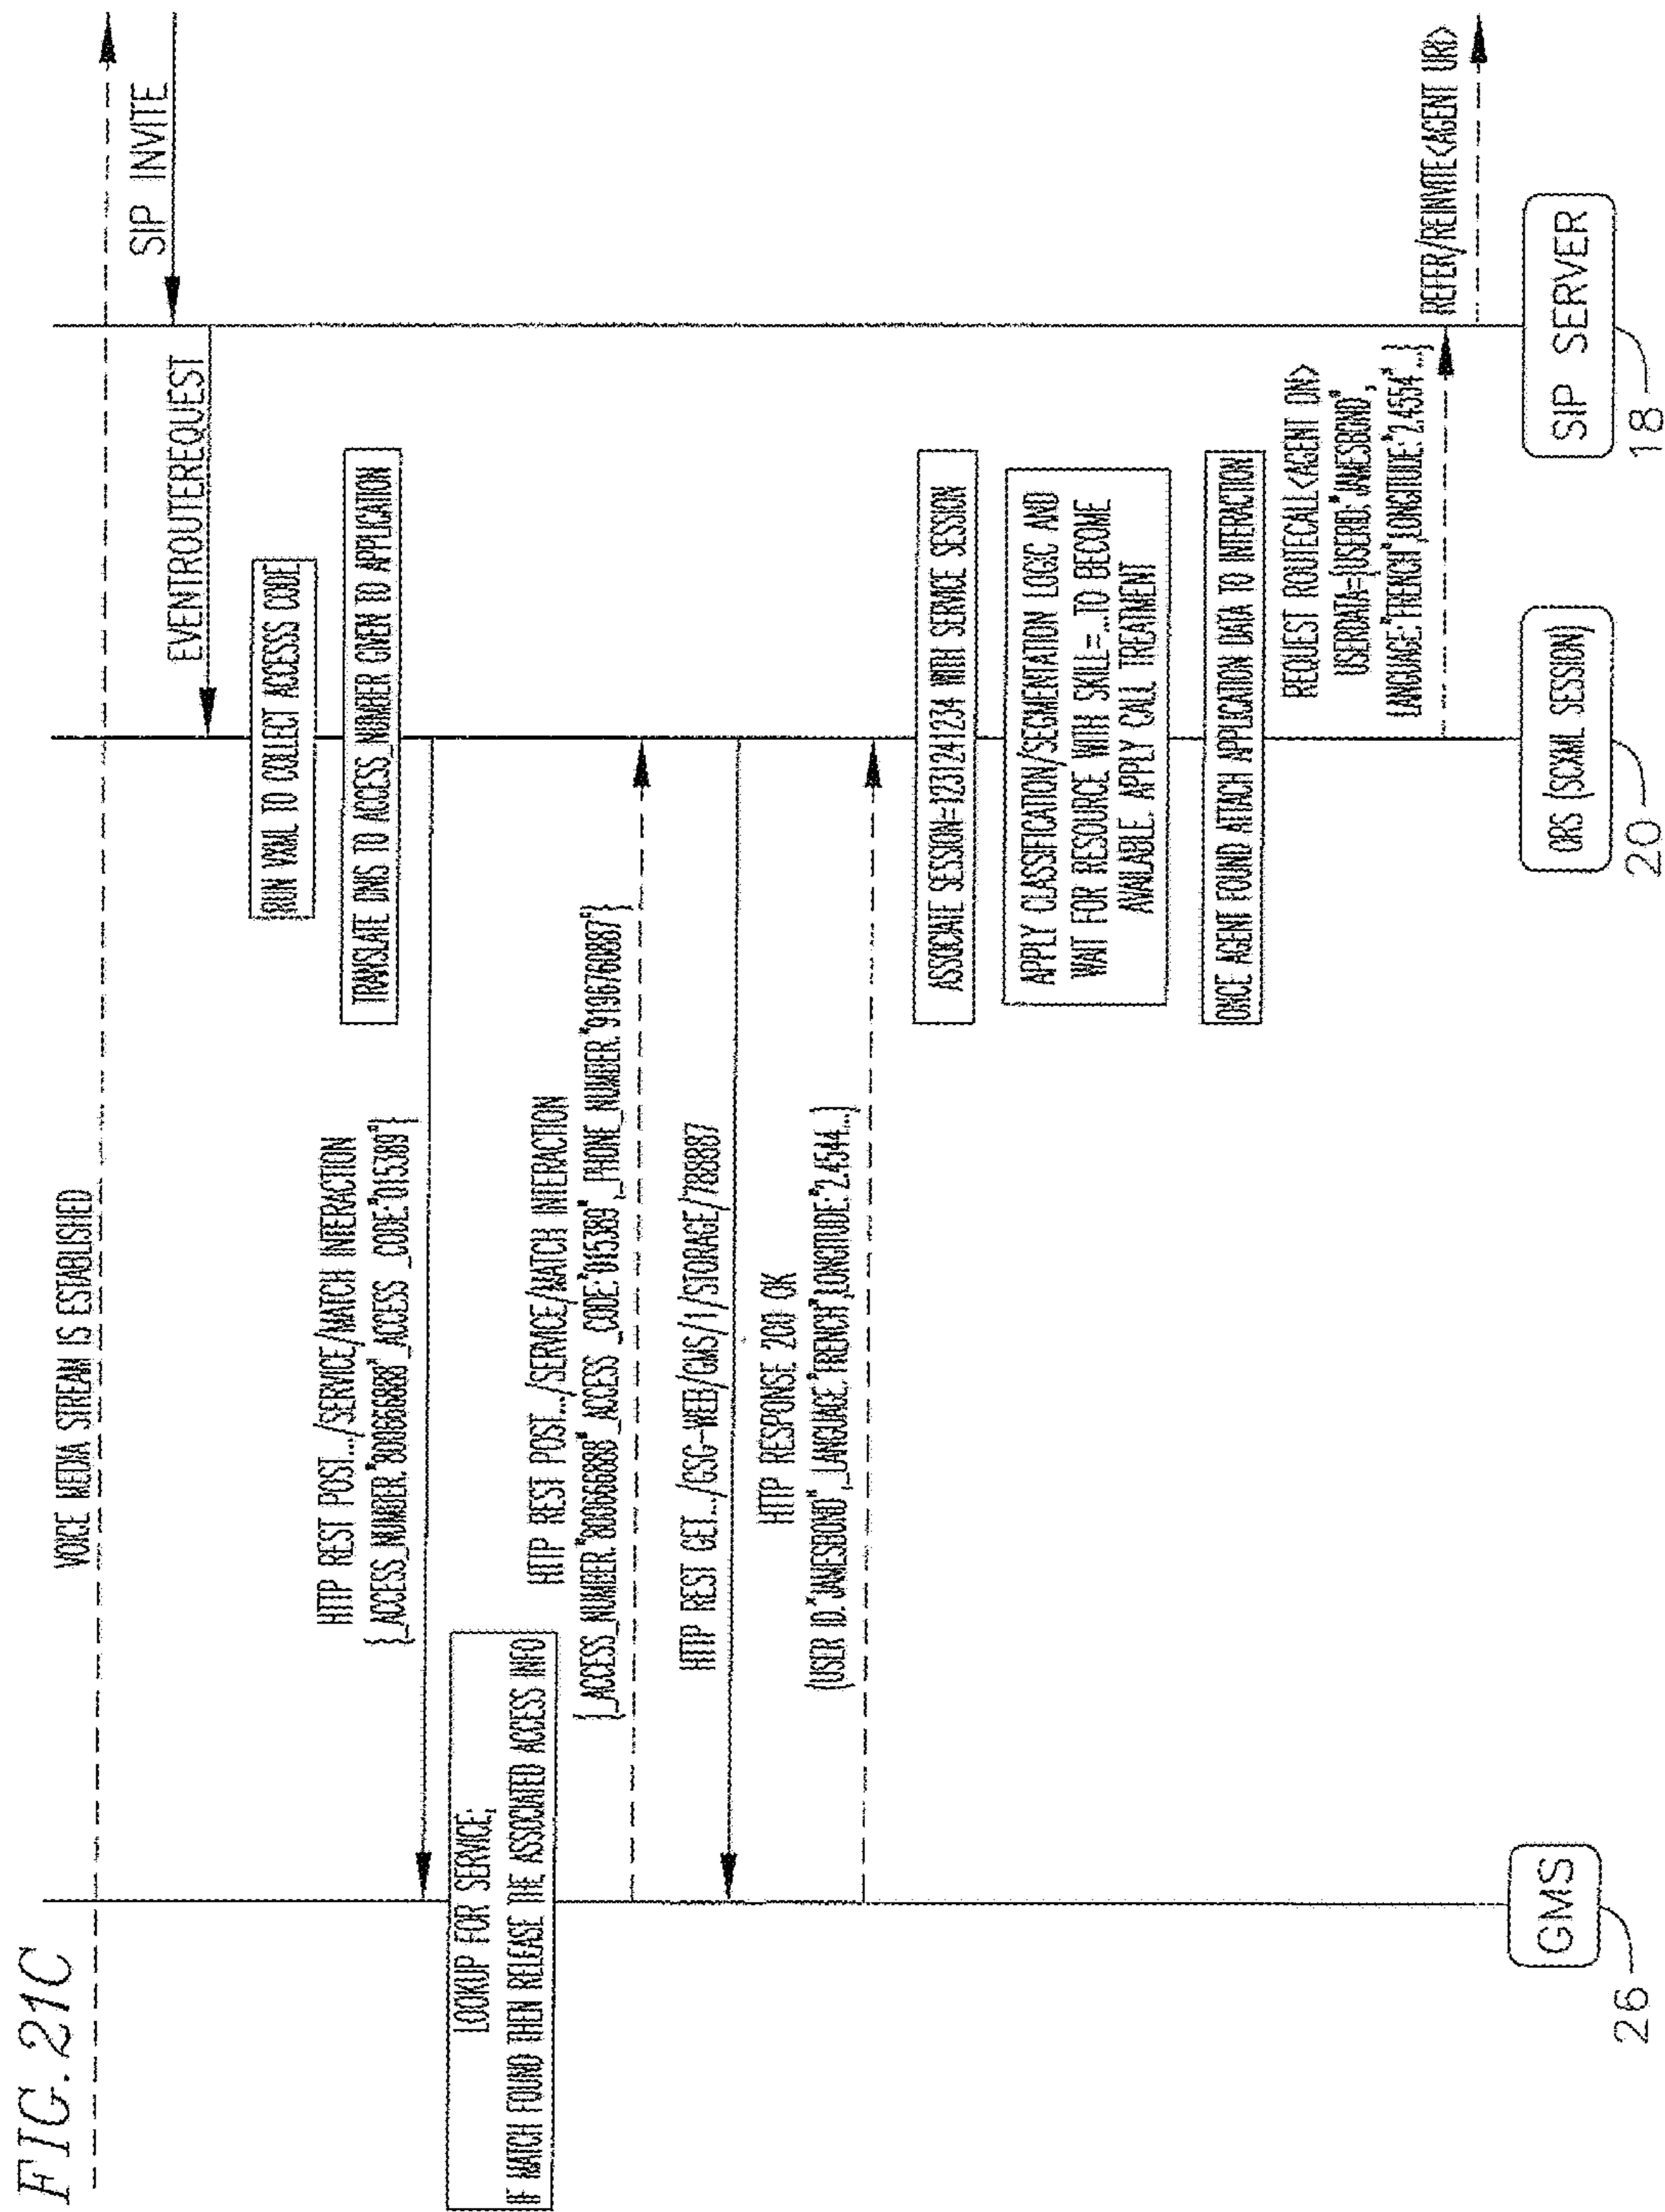 FIG. 21C
VOICE MEDIA STREAM IS ESTABLISHED
SIP INVITE
EVENTROUTEREQUEST
RUN VXML TO COLLECT ACCESSS CODE
TRANSLATE DNIS TO ACCESS_NUMBER GIVEN TO APPLICATION
HTTP REST POST.../SERVICE/MATCH INTERACTION
{_ACCESS_NUMBER:"80066888"_ACCESS_CODE:"015389"}
LOOKUP FOR SERVICE;
IF MATCH FOUND THEN RELEASE THE ASSOCIATED ACCESS INFO
HTTP REST POST.../SERVICE/MATCH INTERACTION
{_ACCESS_NUMBER:"80066688"_ACCESS_CODE:"015389",_PHONE_NUMBER:"9196760887"}
HTTP REST GET.../GSG-WEB/GMS/1/STORAGE/788887
HTTP RESPONSE 200 OK
{USER ID:"JAMESBOND",_LANGUAGE:"FRENCH",LONGITUDE:"2.4544...}
ASSOCIATE SESSION=1231241234 WITH SERVICE SESSION
APPLY CLASSIFICATION/SEGMENTATION LOGIC AND
WAIT FOR RESOURCE WITH SKILL=...TO BECOME
AVAILABLE. APPLY CALL TREATMENT
ONCE AGENT FOUND ATTACH APPLICATION DATA TO INTERACTION
REQUEST ROUTECALL<AGENT DN>
USERDATA={USERID:"JAMESBOND",
LANGUAGE:"FRENCH",LONGITUDE:"2.4554"...}
REFER/REINVITE<AGENT URI>
GMS
26
ORS (SCXML SESSION)
20
SIP SERVER
18